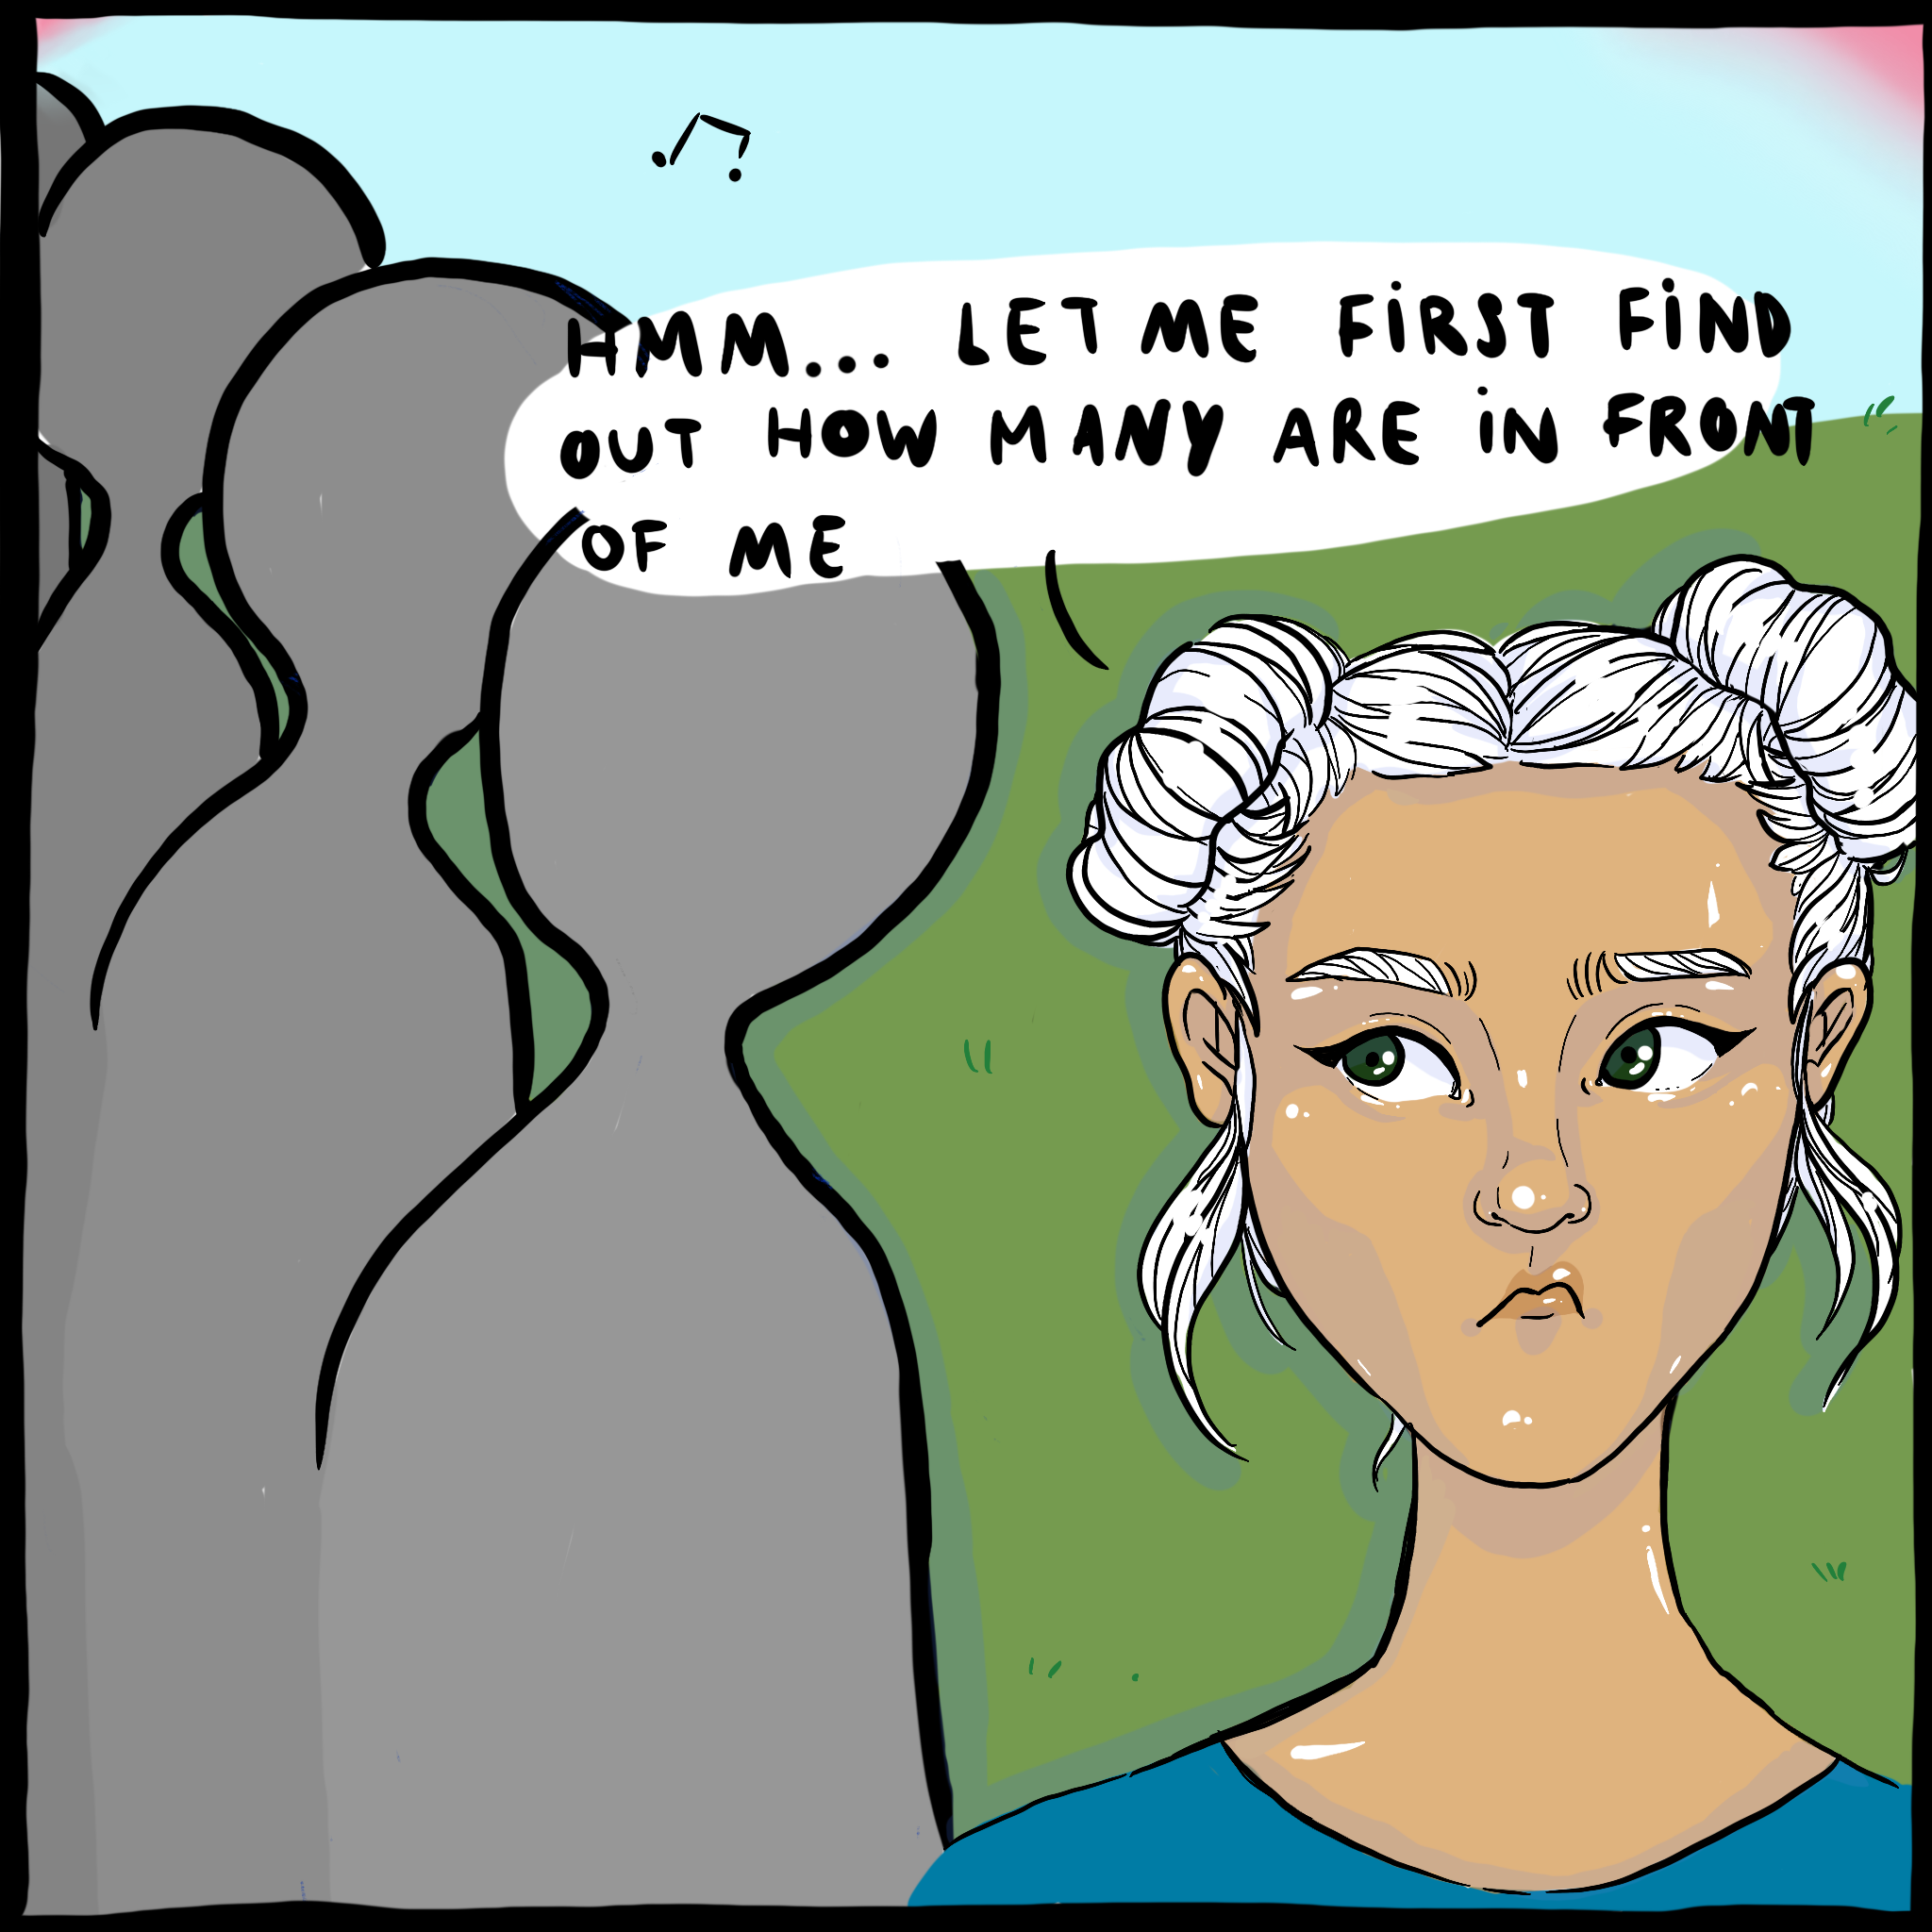 HMM... LET ME FiRST FiND
OUT HOW MANY ARE iN FRONT
OF ME